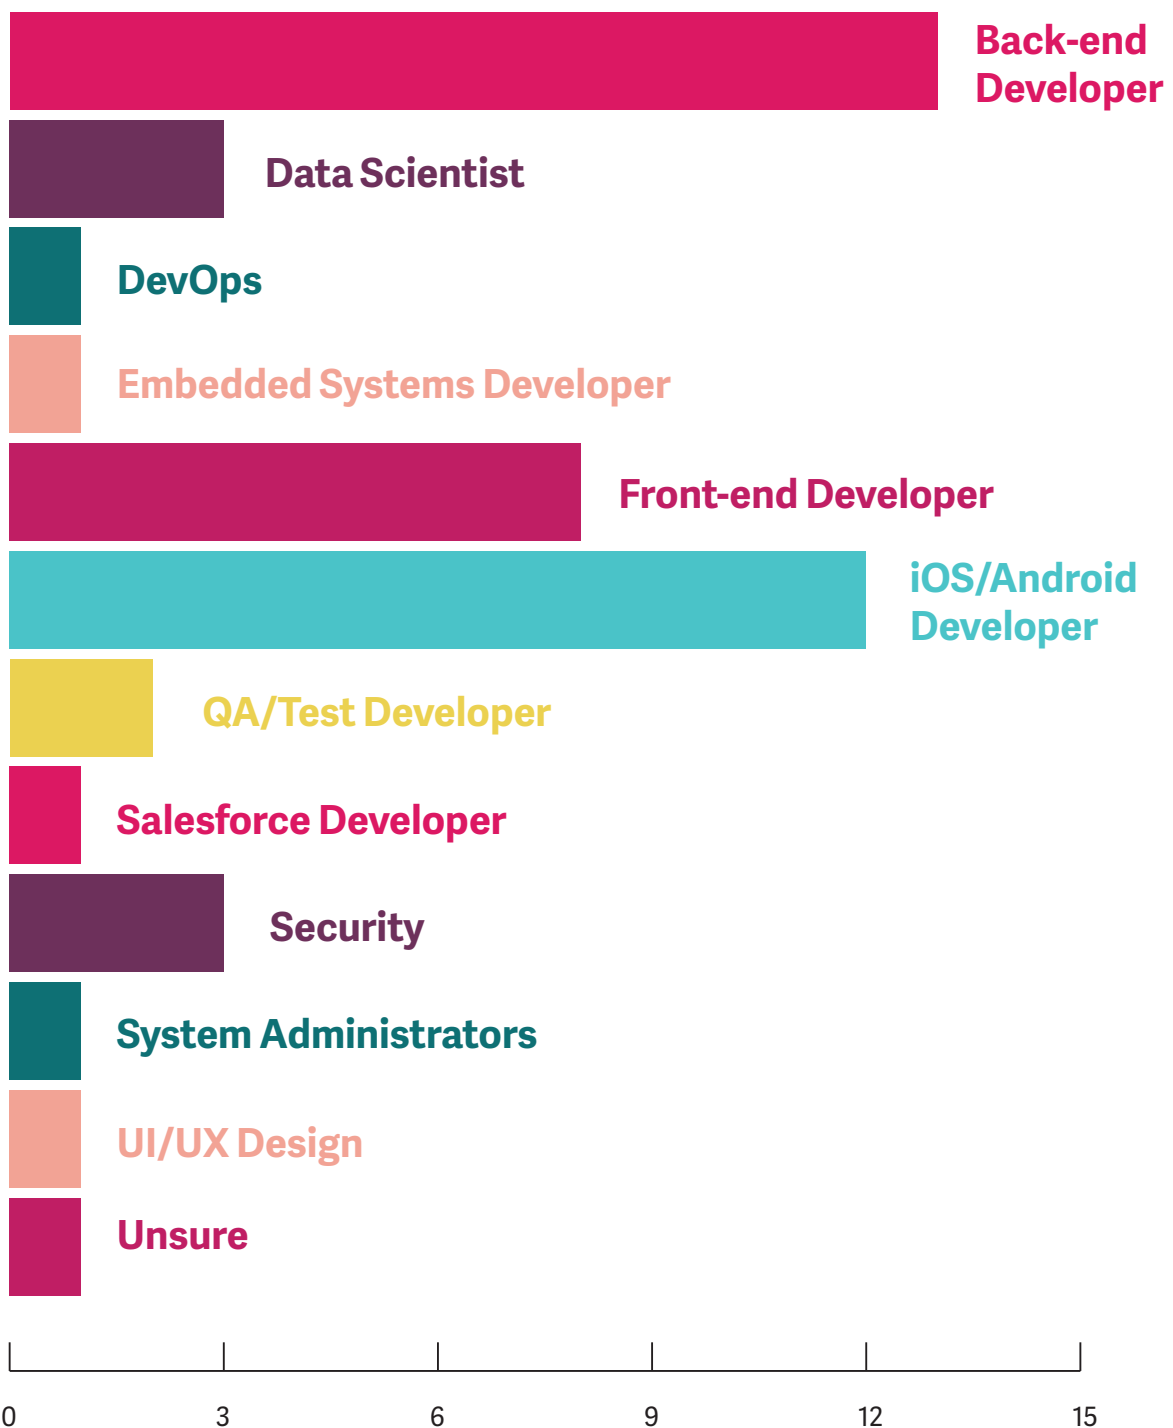 Back-end
Developer
Data Scientist
DevOps
Embedded Systems Developer
Front-end Developer
iOS/Android
Developer
QA/Test Developer
Salesforce Developer
Security
System Administrators
UI/UX Design
Unsure
0 3 6 9 12 15